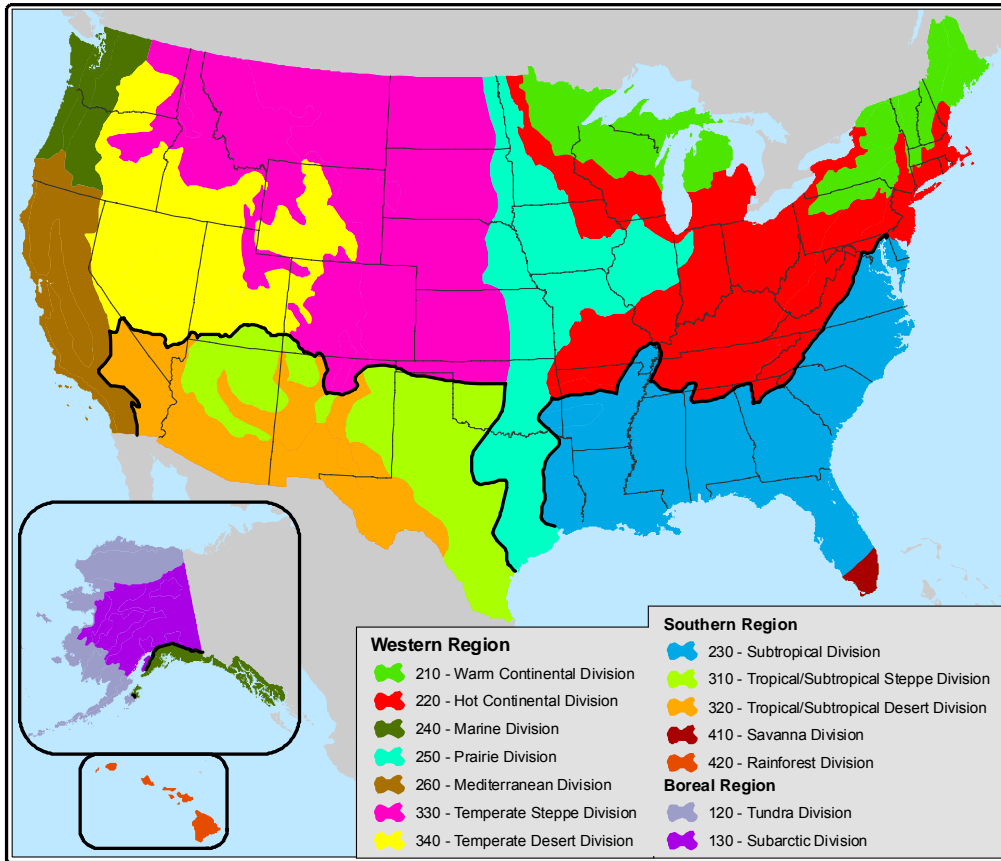 Western Region
210 - Warm Continental Division
220 - Hot Continental Division
240 - Marine Division
250 - Prairie Division
260 - Mediterranean Division
330 - Temperate Steppe Division
340 - Temperate Desert Division
Southern Region
230 - Subtropical Division
310 - Tropical/Subtropical Steppe Division
320 - Tropical/Subtropical Desert Division
410 - Savanna Division
420 - Rainforest Division
Boreal Region
120 - Tundra Division
130 - Subarctic Division